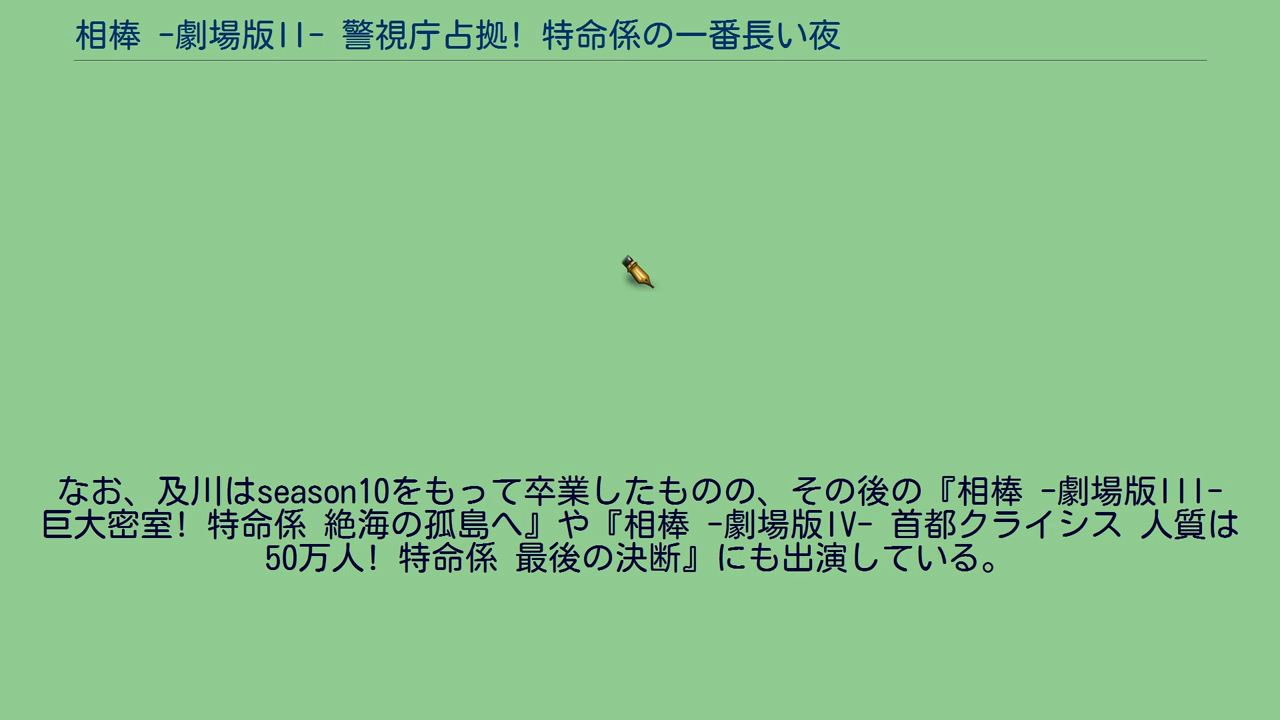 相棒 -劇場版II- 警視庁占拠! 特命係の一番長い夜
なお、及川はseason10をもって卒業したものの、その後の『相棒 -劇場版III-
巨大密室! 特命係 絶海の孤島へ』や『相棒 -劇場版IV- 首都クライシス 人質は
50万人! 特命係 最後の決断』にも出演している。